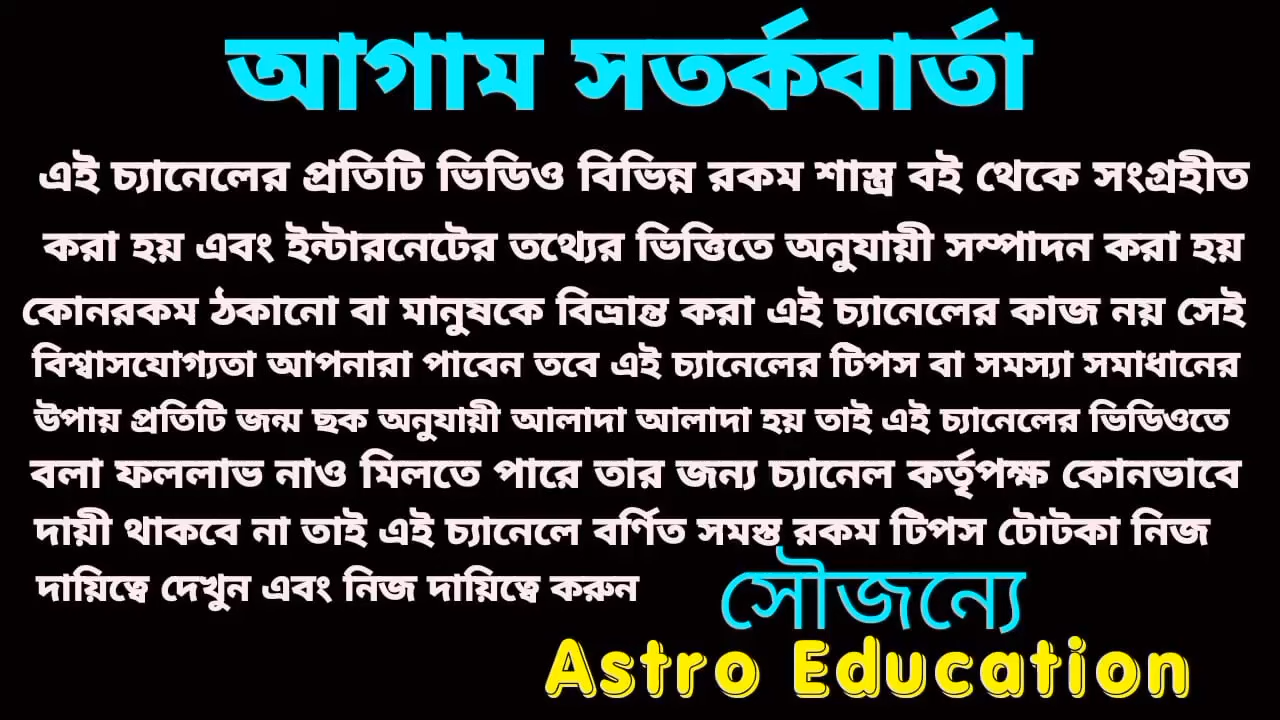 আগাম সতর্কবার্তা
এই চ্যানেলের প্রতিটি ভিডিও বিভিন্ন রকম শাস্ত্র বই থেকে সংগ্রহীত
করা হয় এবং ইন্টারনেটের তথ্যের ভিত্তিতে অনুযায়ী সম্পাদন করা হয়
কোনরকম ঠকানো বা মানুষকে বিভ্রান্ত করা এই চ্যানেলের কাজ নয় সেই
বিশ্বাসযোগ্যতা আপনারা পাবেন তবে এই চ্যানেলের টিপস বা সমস্যা সমাধানের
উপায় প্রতিটি জন্ম ছক অনুযায়ী আলাদা আলাদা হয় তাই এই চ্যানেলের ভিডিওতে
বলা ফললাভ নাও মিলতে পারে তার জন্য চ্যানেল কর্তৃপক্ষ কোনভাবে
দায়ী থাকবে না তাই এই চ্যানেলে বর্ণিত সমস্ত রকম টিপস টোটকা নিজ
দায়িত্বে দেখুন এবং নিজ দায়িত্বে করুন
সৌজন্যে
Astro Education